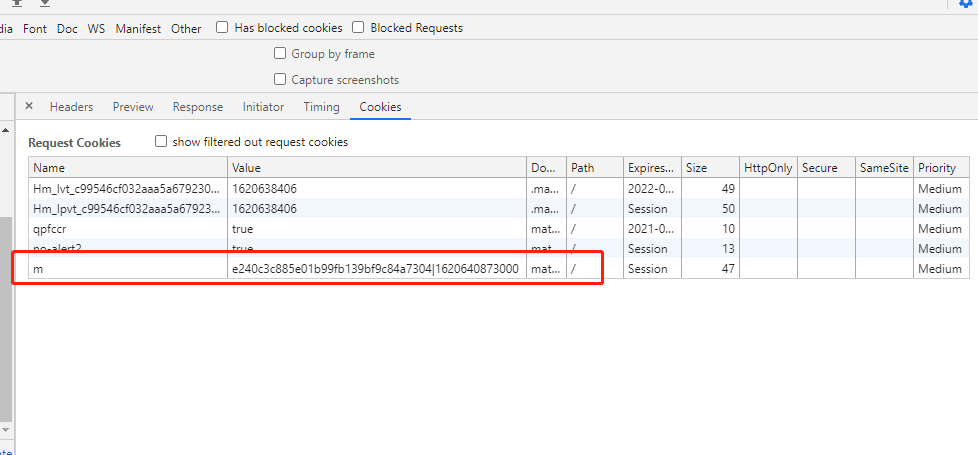 dia Font Doc WS Manifest Other Has blocked cookies Blocked Requests
Group by frame
Capture screenshots
× Headers Preview Response Initiator Timing Cookies
Request Cookies show filtered out request cookies
Name Value Do... Path Expires... Size HttpOnly Secure SameSite Priority
Hm_lvt_c99546cf032aaa5a679230... 1620638406 .ma... / 2022-0... 49 Medium
Hm_lpvt_c99546cf032aaa5a67923... 1620638406 .ma... / Session 50 Medium
qpfccr true mat... / 2021-0... 10 Medium
no-alert2 true mat... / Session 13 Medium
m e240c3c885e01b99fb139bf9c84a7304|1620640873000 mat... / Session 47 Medium